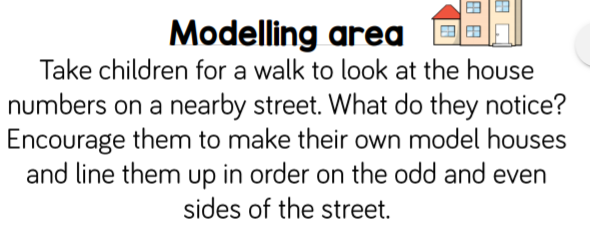 Modelling area
Take children for a walk to look at the house
numbers on a nearby street. What do they notice?
Encourage them to make their own model houses
and line them up in order on the odd and even
sides of the street.